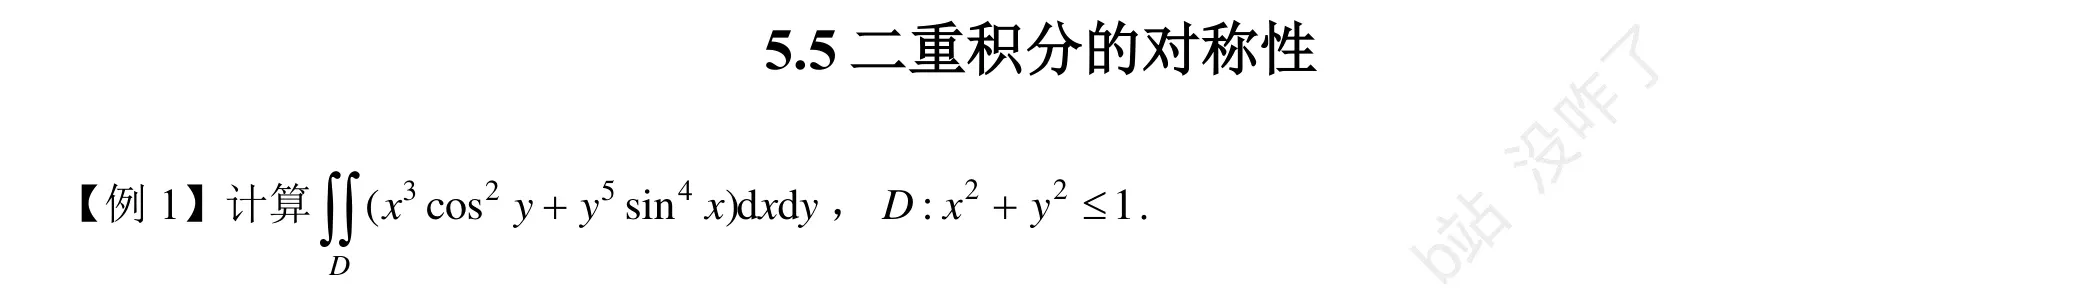 5.5 二重积分的对称性
【例 1】计算∬_D (x³ cos² y + y⁵ sin⁴ x)dxdy， D : x² + y² ≤ 1.
b站 没咋了